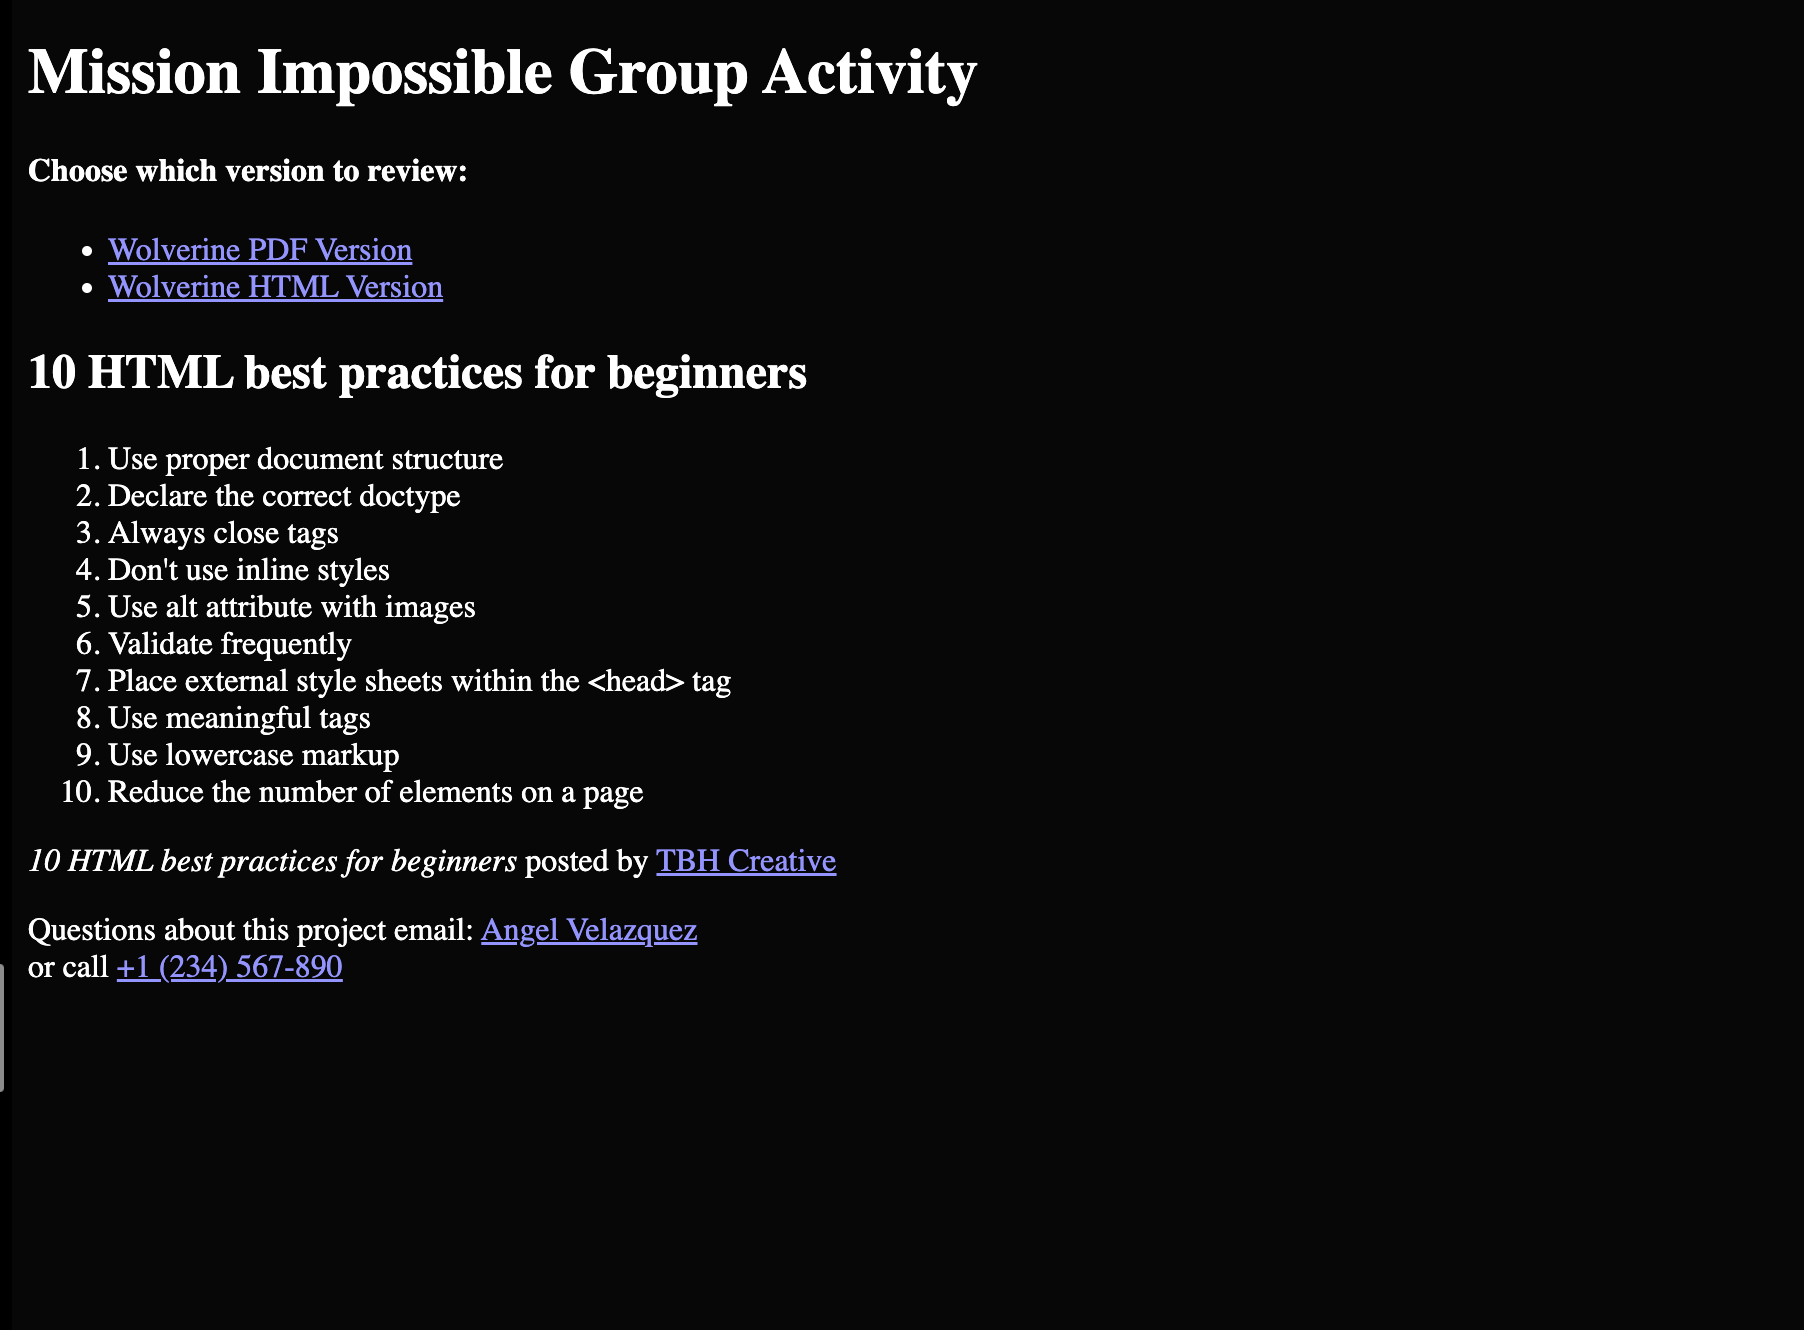 Mission Impossible Group Activity
Choose which version to review:
• Wolverine PDF Version
• Wolverine HTML Version
10 HTML best practices for beginners
1. Use proper document structure
2. Declare the correct doctype
3. Always close tags
4. Don't use inline styles
5. Use alt attribute with images
6. Validate frequently
7. Place external style sheets within the <head> tag
8. Use meaningful tags
9. Use lowercase markup
10. Reduce the number of elements on a page
10 HTML best practices for beginners posted by TBH Creative
Questions about this project email: Angel Velazquez
or call +1 (234) 567-890